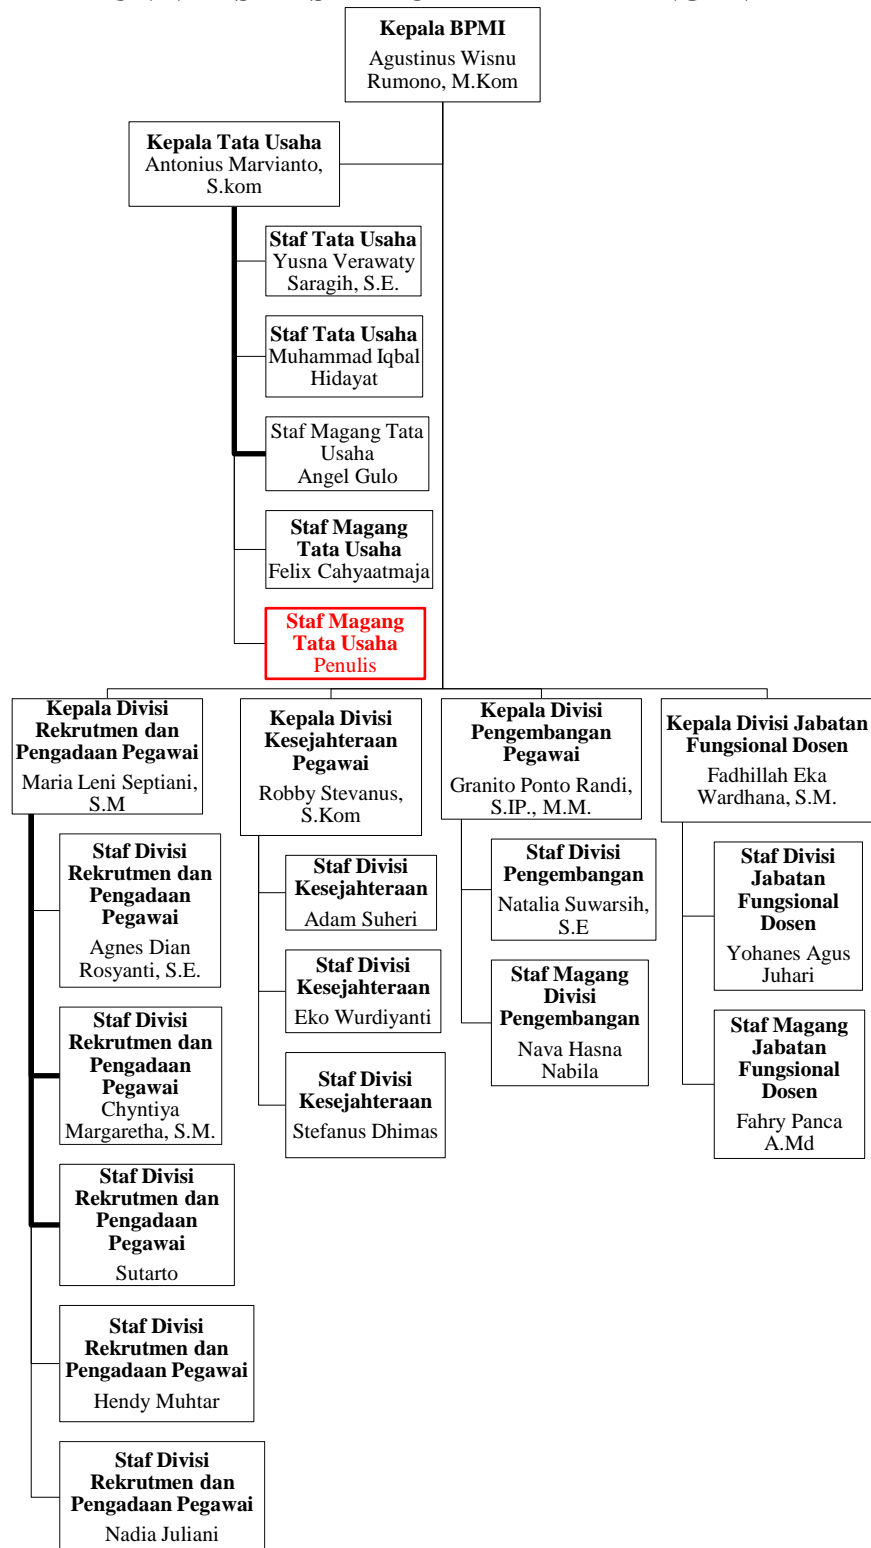 Kepala BPMI
Agustinus Wisnu
Rumono, M.Kom
Kepala Tata Usaha
Antonius Marvianto,
S.kom
Staf Tata Usaha
Yusna Verawaty
Saragih, S.E.
Staf Tata Usaha
Muhammad Iqbal
Hidayat
Staf Magang Tata
Usaha
Angel Gulo
Staf Magang
Tata Usaha
Felix Cahyaatmaja
Staf Magang
Tata Usaha
Penulis
Kepala Divisi
Rekrutmen dan
Pengadaan Pegawai
Maria Leni Septiani,
S.M
Staf Divisi
Rekrutmen dan
Pengadaan
Pegawai
Agnes Dian
Rosyanti, S.E.
Staf Divisi
Rekrutmen dan
Pengadaan
Pegawai
Chyntiya
Margaretha, S.M.
Staf Divisi
Rekrutmen dan
Pengadaan
Pegawai
Sutarto
Staf Divisi
Rekrutmen dan
Pengadaan Pegawai
Hendy Muhtar
Staf Divisi
Rekrutmen dan
Pengadaan Pegawai
Nadia Juliani
Kepala Divisi
Kesejahteraan
Pegawai
Robby Stevanus,
S.Kom
Staf Divisi
Kesejahteraan
Adam Suheri
Staf Divisi
Kesejahteraan
Eko Wurdiyanti
Staf Divisi
Kesejahteraan
Stefanus Dhimas
Kepala Divisi
Pengembangan
Pegawai
Granito Ponto Randi,
S.IP., M.M.
Staf Divisi
Pengembangan
Natalia Suwarsih,
S.E
Staf Magang
Divisi
Pengembangan
Nava Hasna
Nabila
Kepala Divisi Jabatan
Fungsional Dosen
Fadhillah Eka
Wardhana, S.M.
Staf Divisi
Jabatan
Fungsional
Dosen
Yohanes Agus
Juhari
Staf Magang
Jabatan
Fungsional
Dosen
Fahry Panca
A.Md